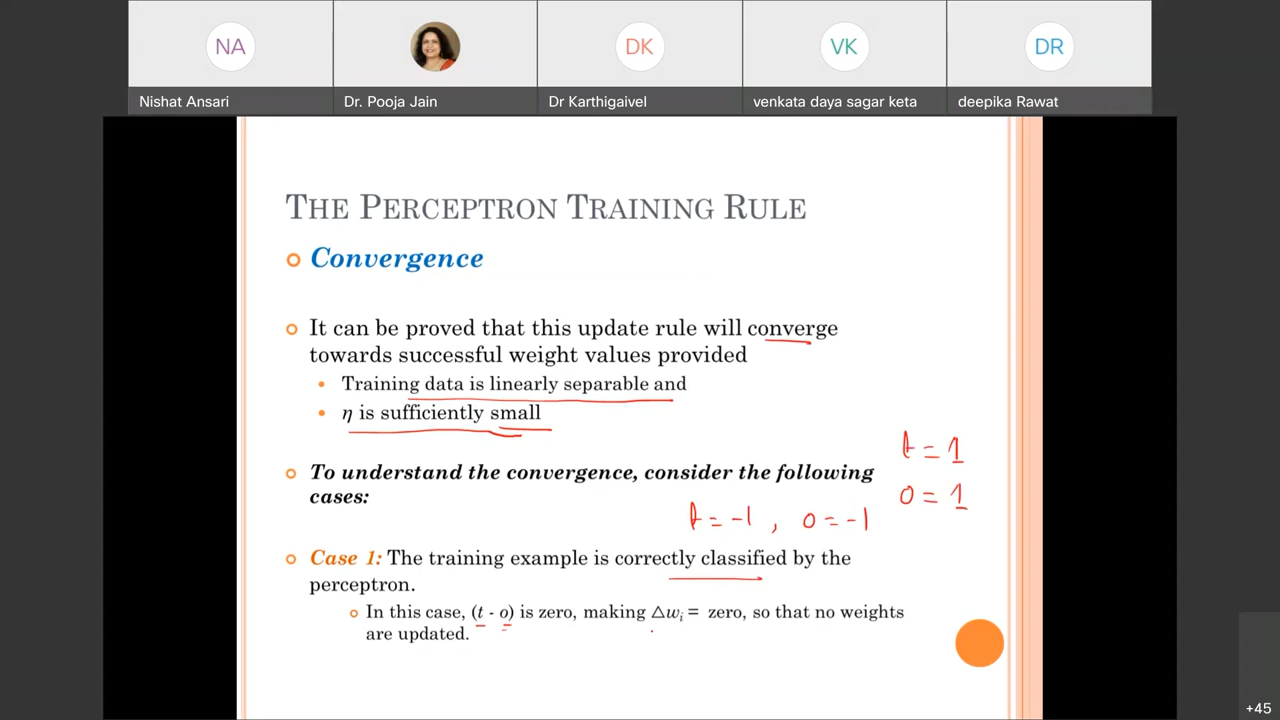 NA
DK
VK
DR
Nishat Ansari
Dr. Pooja Jain
Dr Karthigaivel
venkata daya sagar keta
deepika Rawat
THE PERCEPTRON TRAINING RULE
Convergence
It can be proved that this update rule will converge
towards successful weight values provided
Training data is linearly separable and
η is sufficiently small
t = 1
To understand the convergence, consider the following
cases:
o = 1
t = -1 , o = -1
Case 1: The training example is correctly classified by the
perceptron.
In this case, (t - o) is zero, making △wᵢ = zero, so that no weights
are updated.
+45